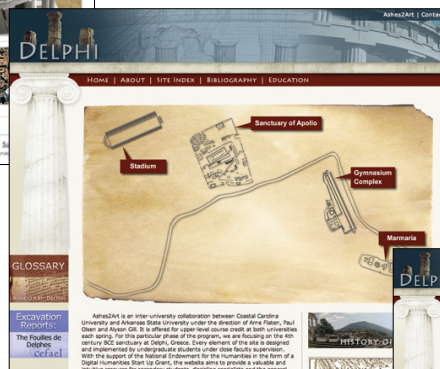 Ashes2Art | Contac
DELPHI
HOME | ABOUT | SITE INDEX | BIBLIOGRAPHY | EDUCATION
Sanctuary of Apollo
Stadium
Gymnasium
Complex
Marmaria
GLOSSARY
ASHES2ART: DELPHI
Excavation
Reports:
The Fouilles de
Delphes
cefael
Ashes2Art is an inter-university collaboration between Coastal Carolina
University and Arkansas State University under the direction of Arne Flaten, Paul
Olsen and Alyson Gill. It is offered for upper-level course credit at both universities
each spring. For this particular phase of the program, we are focusing on the 4th
century BCE sanctuary at Delphi, Greece. Every element of the site is designed
and implemented by undergraduate students under close faculty supervision.
With the support of the National Endowment for the Humanities in the form of a
Digital Humanities Start Up Grant, the website aims to provide a valuable and
HISTORY OF
DELP